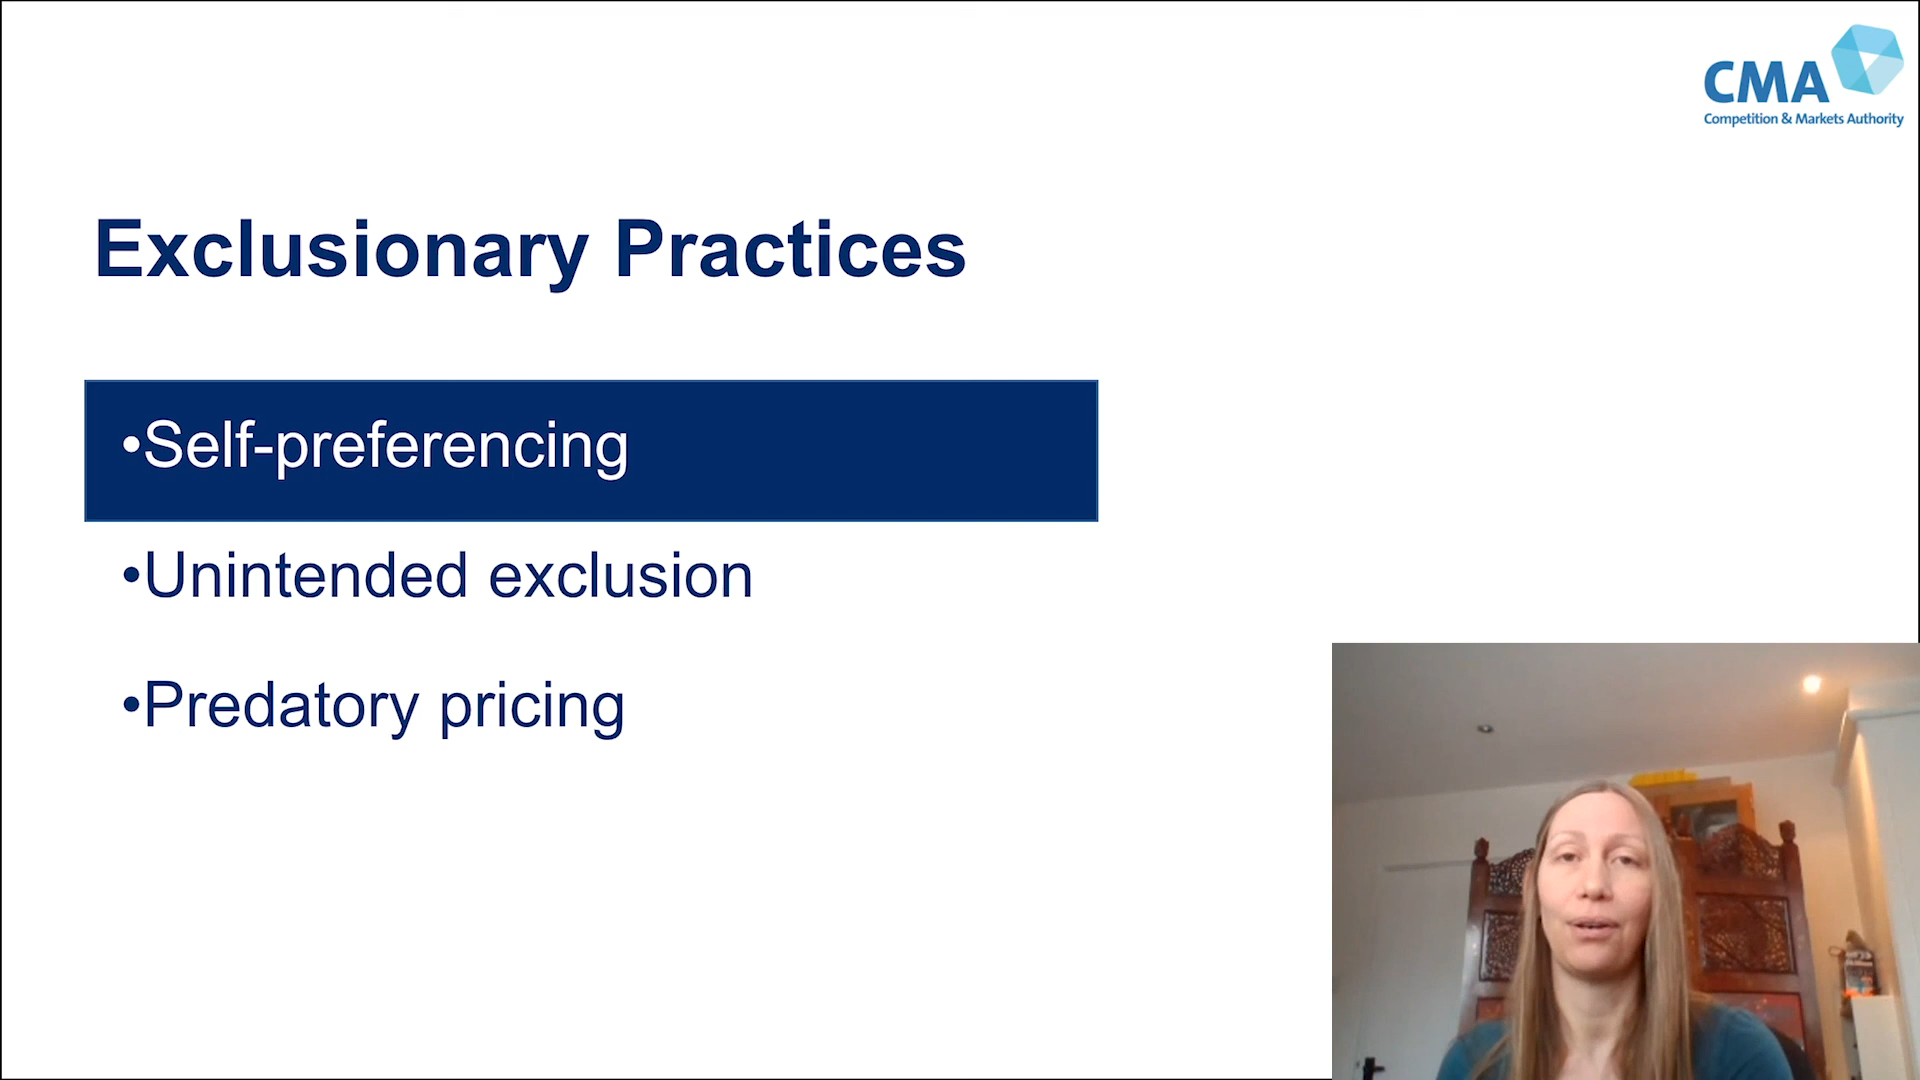 CMA
Competition & Markets Authority
Exclusionary Practices
•Self-preferencing
•Unintended exclusion
•Predatory pricing